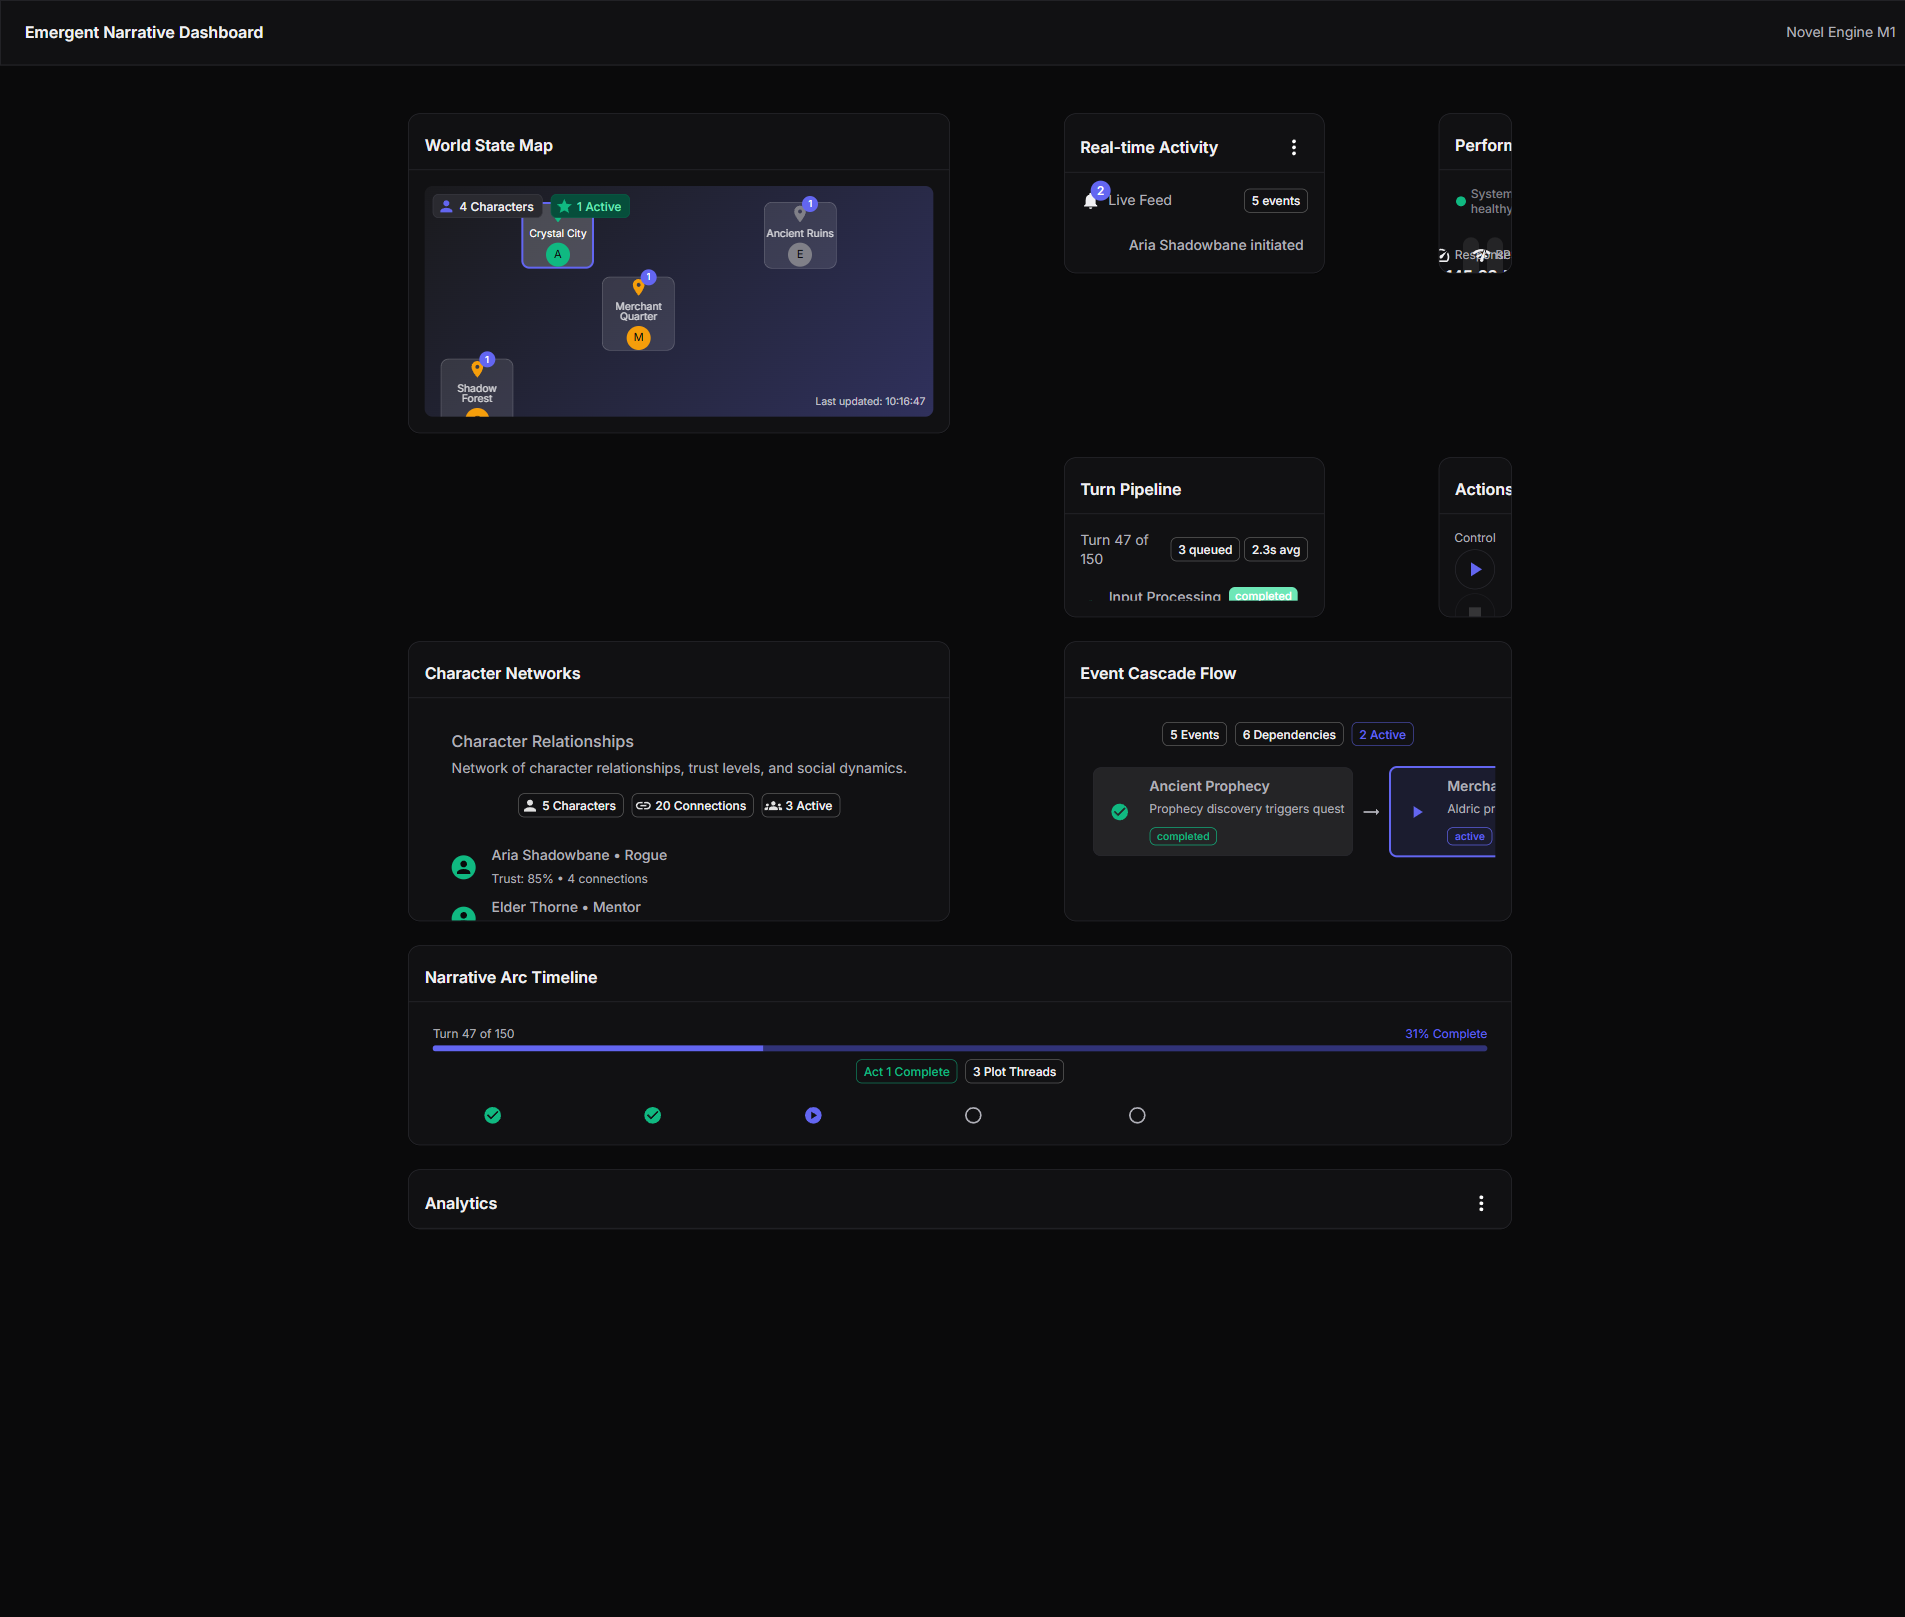 Emergent Narrative Dashboard
Novel Engine M1
World State Map
4 Characters
1 Active
Crystal City
A
1
Ancient Ruins
E
1
Merchant
Quarter
M
1
Shadow
Forest
Last updated: 10:16:47
Real-time Activity
2
Live Feed
5 events
Aria Shadowbane initiated
Perform
System
healthy
Turn Pipeline
Turn 47 of
150
3 queued
2.3s avg
Input Processing
completed
Actions
Control
Character Networks
Character Relationships
Network of character relationships, trust levels, and social dynamics.
5 Characters
20 Connections
3 Active
Aria Shadowbane • Rogue
Trust: 85% • 4 connections
Elder Thorne • Mentor
Event Cascade Flow
5 Events
6 Dependencies
2 Active
Ancient Prophecy
Prophecy discovery triggers quest
completed
→
Mercha
Aldric pr
active
Narrative Arc Timeline
Turn 47 of 150
31% Complete
Act 1 Complete
3 Plot Threads
Analytics